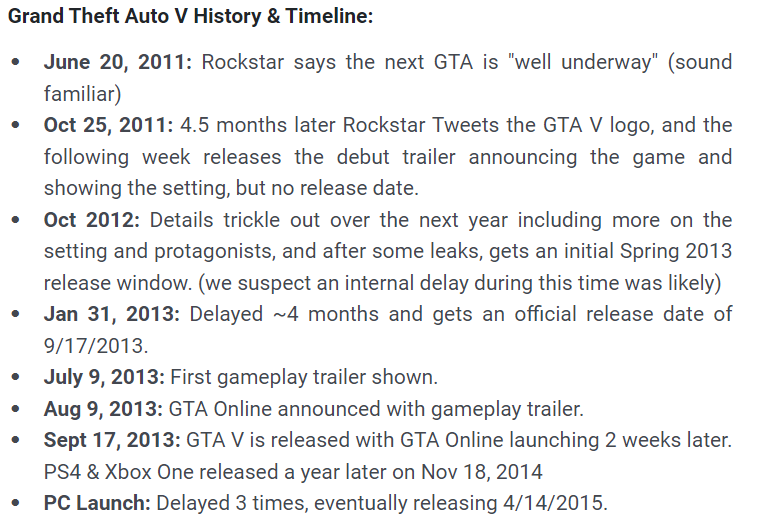 Grand Theft Auto V History & Timeline:
• June 20, 2011: Rockstar says the next GTA is "well underway" (sound
familiar)
• Oct 25, 2011: 4.5 months later Rockstar Tweets the GTA V logo, and the
following week releases the debut trailer announcing the game and
showing the setting, but no release date.
• Oct 2012: Details trickle out over the next year including more on the
setting and protagonists, and after some leaks, gets an initial Spring 2013
release window. (we suspect an internal delay during this time was likely)
• Jan 31, 2013: Delayed ~4 months and gets an official release date of
9/17/2013.
• July 9, 2013: First gameplay trailer shown.
• Aug 9, 2013: GTA Online announced with gameplay trailer.
• Sept 17, 2013: GTA V is released with GTA Online launching 2 weeks later.
PS4 & Xbox One released a year later on Nov 18, 2014
• PC Launch: Delayed 3 times, eventually releasing 4/14/2015.